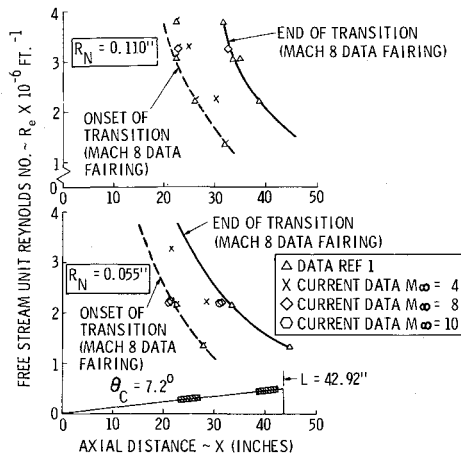 FREE STREAM UNIT REYNOLDS NO. ~ Re X 10⁻⁶ FT. ⁻¹
4
3
2
1
0
R_N = 0.110"
ONSET OF
TRANSITION
(MACH 8 DATA
FAIRING)
END OF TRANSITION
(MACH 8 DATA FAIRING)
0 10 20 30 40 50
4
3
2
1
0
R_N = 0.055"
ONSET OF
TRANSITION
(MACH 8 DATA
FAIRING)
END OF TRANSITION
(MACH 8 DATA FAIRING)
△ DATA REF 1
× CURRENT DATA M∞ = 4
◇ CURRENT DATA M∞ = 8
⬡ CURRENT DATA M∞ = 10
θ_C = 7.2°
L = 42.92"
0 10 20 30 40 50
AXIAL DISTANCE ~ X (INCHES)